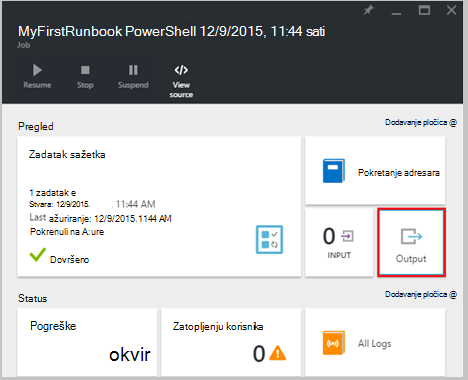 MyFirstRunbook PowerShell 12/9/2015, 11:44 sati
Job
Resume
Stop
Suspend
View source
Pregled
Dodavanje pločica @
Zadatak sažetka
1 zadatak e
Stvara: 12/9/2015. 11:44 AM
Last ažuriranje: 12/9/2015.1144 AM
Pokrenuli na A:ure
Dovršeno
Pokretanje adresara
0
INPUT
Output
Status
Dodavanje pločica @
Pogreške
okvir
Zatopljenju korisnika
0
All Logs